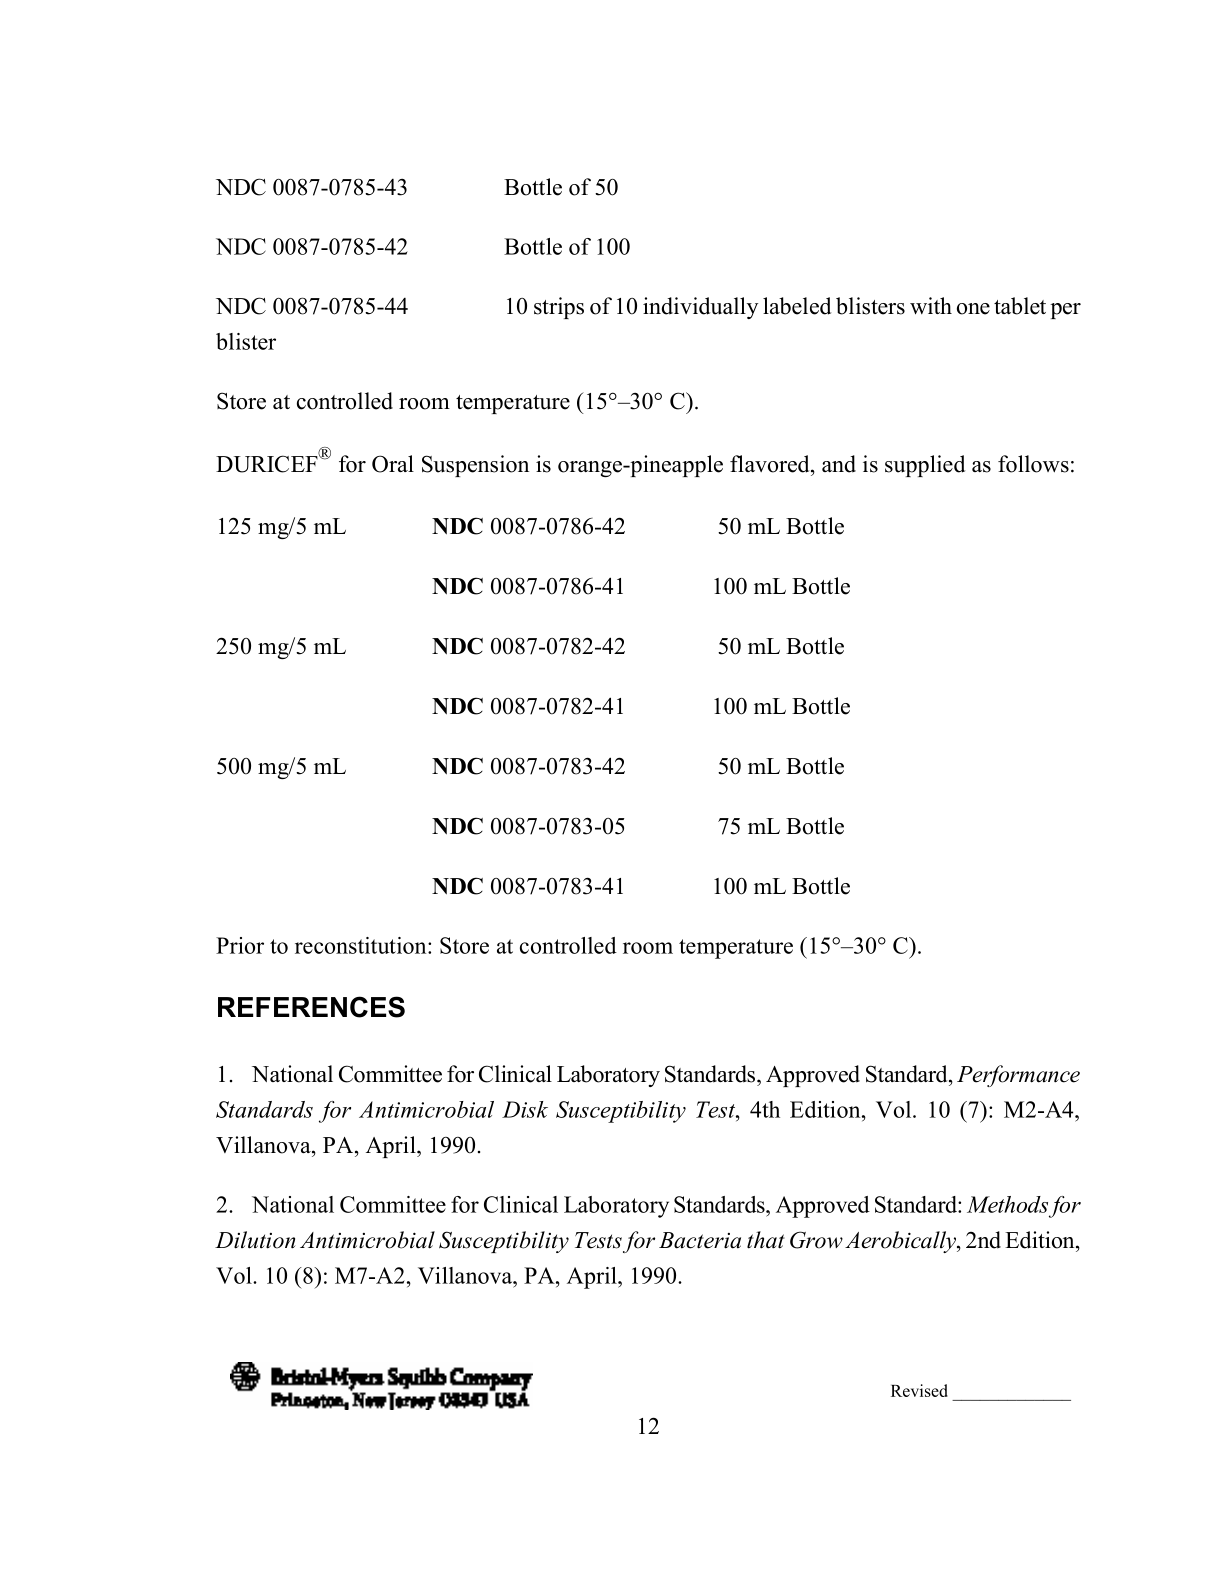 NDC 0087-0785-43 Bottle of 50
NDC 0087-0785-42 Bottle of 100
NDC 0087-0785-44 10 strips of 10 individually labeled blisters with one tablet per
blister
Store at controlled room temperature (15°–30° C).
DURICEF® for Oral Suspension is orange-pineapple flavored, and is supplied as follows:
125 mg/5 mL NDC 0087-0786-42 50 mL Bottle
NDC 0087-0786-41 100 mL Bottle
250 mg/5 mL NDC 0087-0782-42 50 mL Bottle
NDC 0087-0782-41 100 mL Bottle
500 mg/5 mL NDC 0087-0783-42 50 mL Bottle
NDC 0087-0783-05 75 mL Bottle
NDC 0087-0783-41 100 mL Bottle
Prior to reconstitution: Store at controlled room temperature (15°–30° C).
REFERENCES
1. National Committee for Clinical Laboratory Standards, Approved Standard, Performance
Standards for Antimicrobial Disk Susceptibility Test, 4th Edition, Vol. 10 (7): M2-A4,
Villanova, PA, April, 1990.
2. National Committee for Clinical Laboratory Standards, Approved Standard: Methods for
Dilution Antimicrobial Susceptibility Tests for Bacteria that Grow Aerobically, 2nd Edition,
Vol. 10 (8): M7-A2, Villanova, PA, April, 1990.
Bristol-Myers Squibb Company
Princeton, New Jersey USA
Revised _____________
12